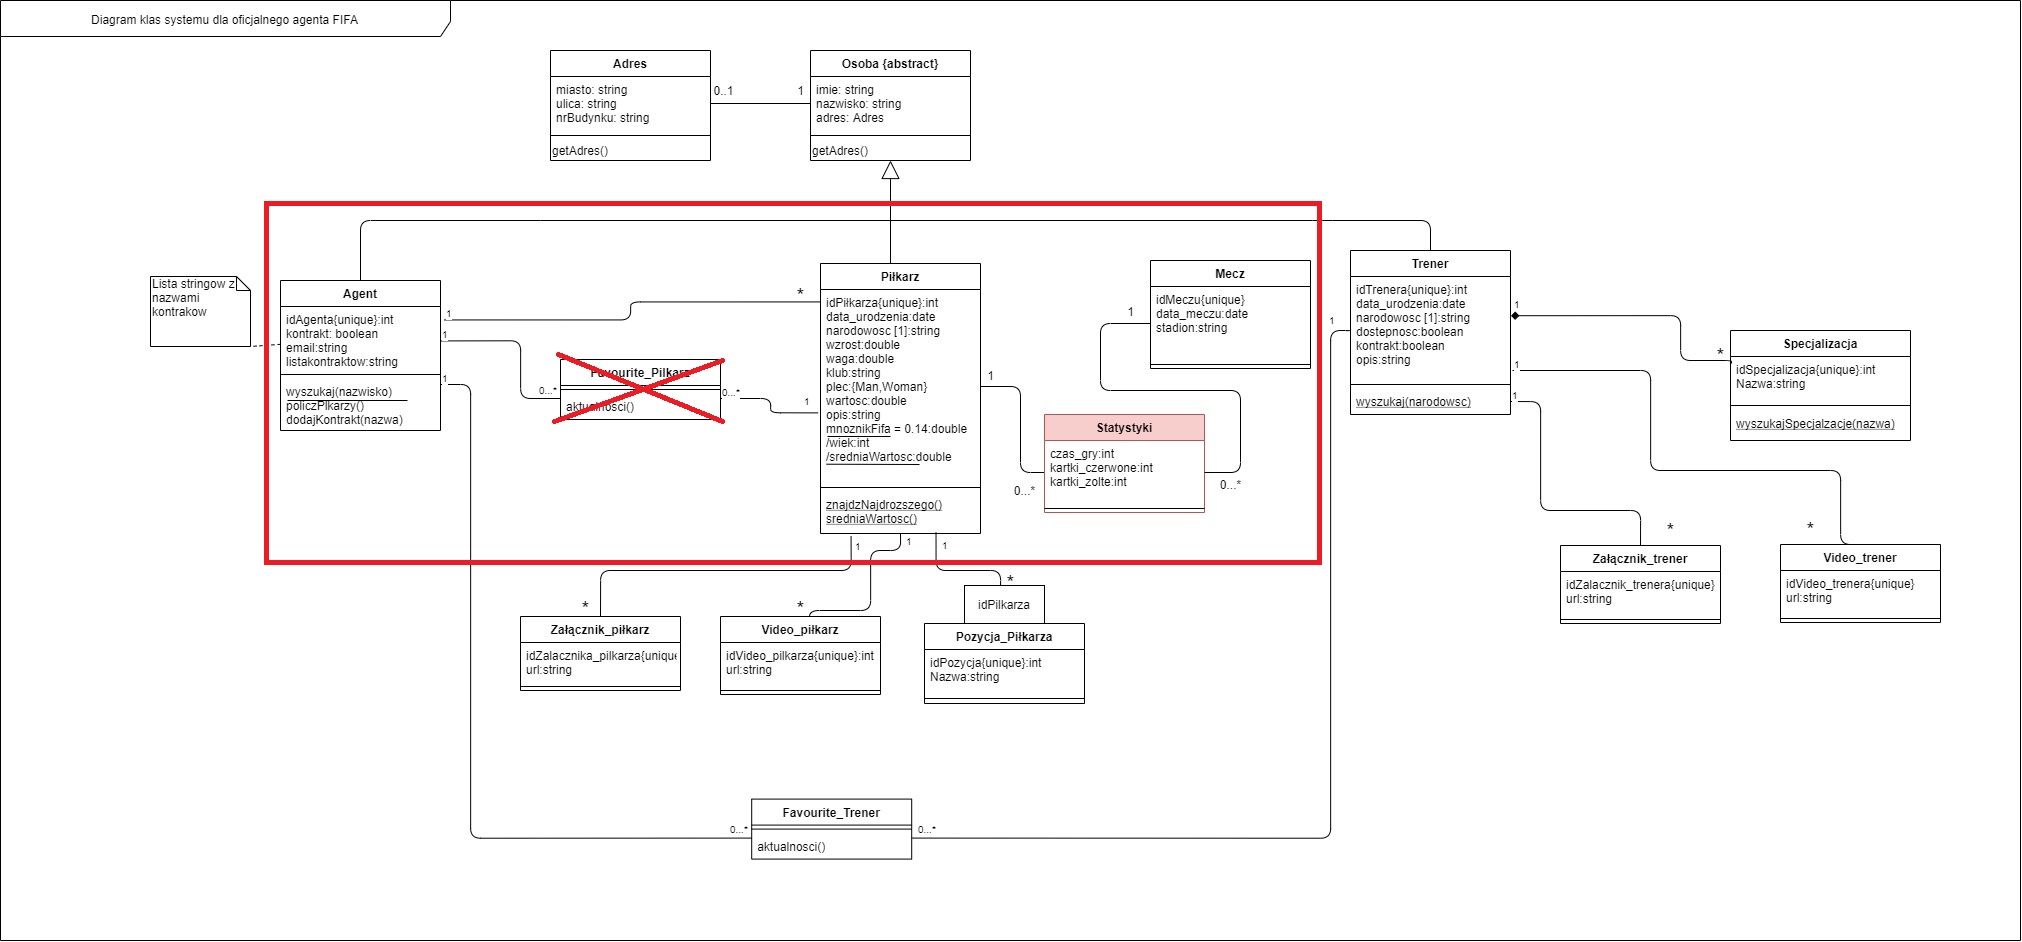 Diagram klas systemu dla oficjalnego agenta FIFA
Adres
miasto: string
ulica: string
nrBudynku: string
getAdres()
0..1
1
Osoba {abstract}
imie: string
nazwisko: string
adres: Adres
getAdres()
Lista stringow z
nazwami
kontrakow
Agent
idAgenta{unique}:int
kontrakt: boolean
email:string
listakontraktow:string
wyszukaj(nazwisko)
policzPIkarzy()
dodajKontrakt(nazwa)
1
1
1
*
0...*
Favourite_Pilkarz
aktualnosci()
0...*
1
Piłkarz
idPiłkarza{unique}:int
data_urodzenia:date
narodowosc [1]:string
wzrost:double
waga:double
klub:string
plec:{Man,Woman}
wartosc:double
opis:string
mnoznikFifa = 0.14:double
/wiek:int
/sredniaWartosc:double
znajdzNajdrozszego()
sredniaWartosc()
1
0...*
Statystyki
czas_gry:int
kartki_czerwone:int
kartki_zolte:int
0...*
1
Mecz
idMeczu{unique}
data_meczu:date
stadion:string
Trener
idTrenera{unique}:int
data_urodzenia:date
narodowosc [1]:string
dostepnosc:boolean
kontrakt:boolean
opis:string
wyszukaj(narodowsc)
1
1
1
1
*
Specjalizacja
idSpecjalizacja{unique}:int
Nazwa:string
wyszukajSpecjalzacje(nazwa)
*
*
Załącznik_trener
idZalacznik_trenera{unique}
url:string
Video_trener
idVideo_trenera{unique}
url:string
1
1
1
*
*
*
Załącznik_piłkarz
idZalacznika_pilkarza{unique
url:string
Video_piłkarz
idVideo_pilkarza{unique}:int
url:string
idPilkarza
Pozycja_Piłkarza
idPozycja{unique}:int
Nazwa:string
0...*
Favourite_Trener
aktualnosci()
0...*